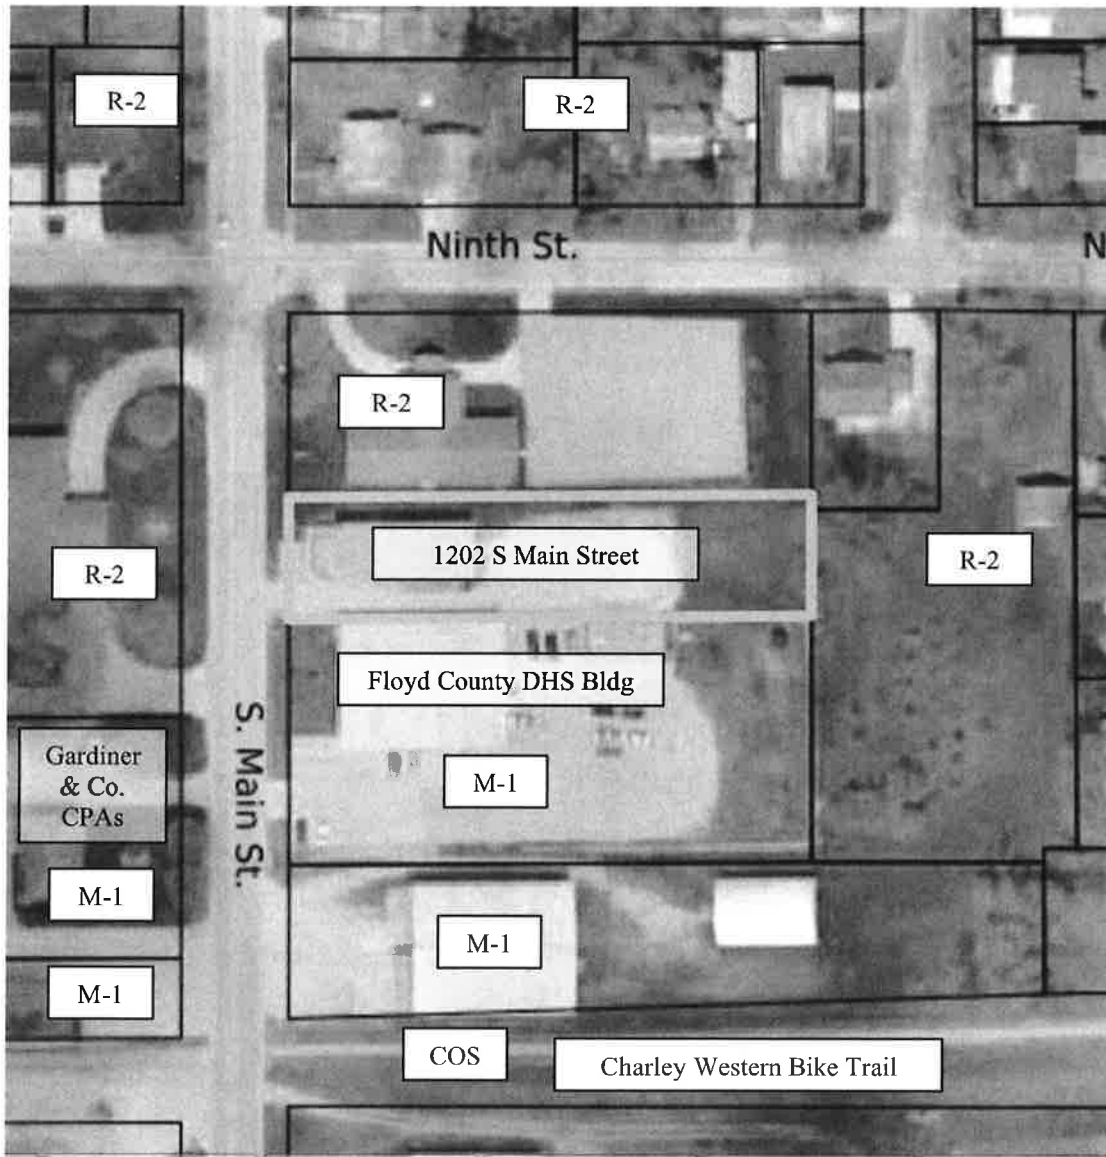 R-2
R-2
Ninth St.
N
R-2
R-2
1202 S Main Street
R-2
Floyd County DHS Bldg
S. Main St.
Gardiner
& Co.
CPAs
M-1
M-1
M-1
M-1
COS
Charley Western Bike Trail